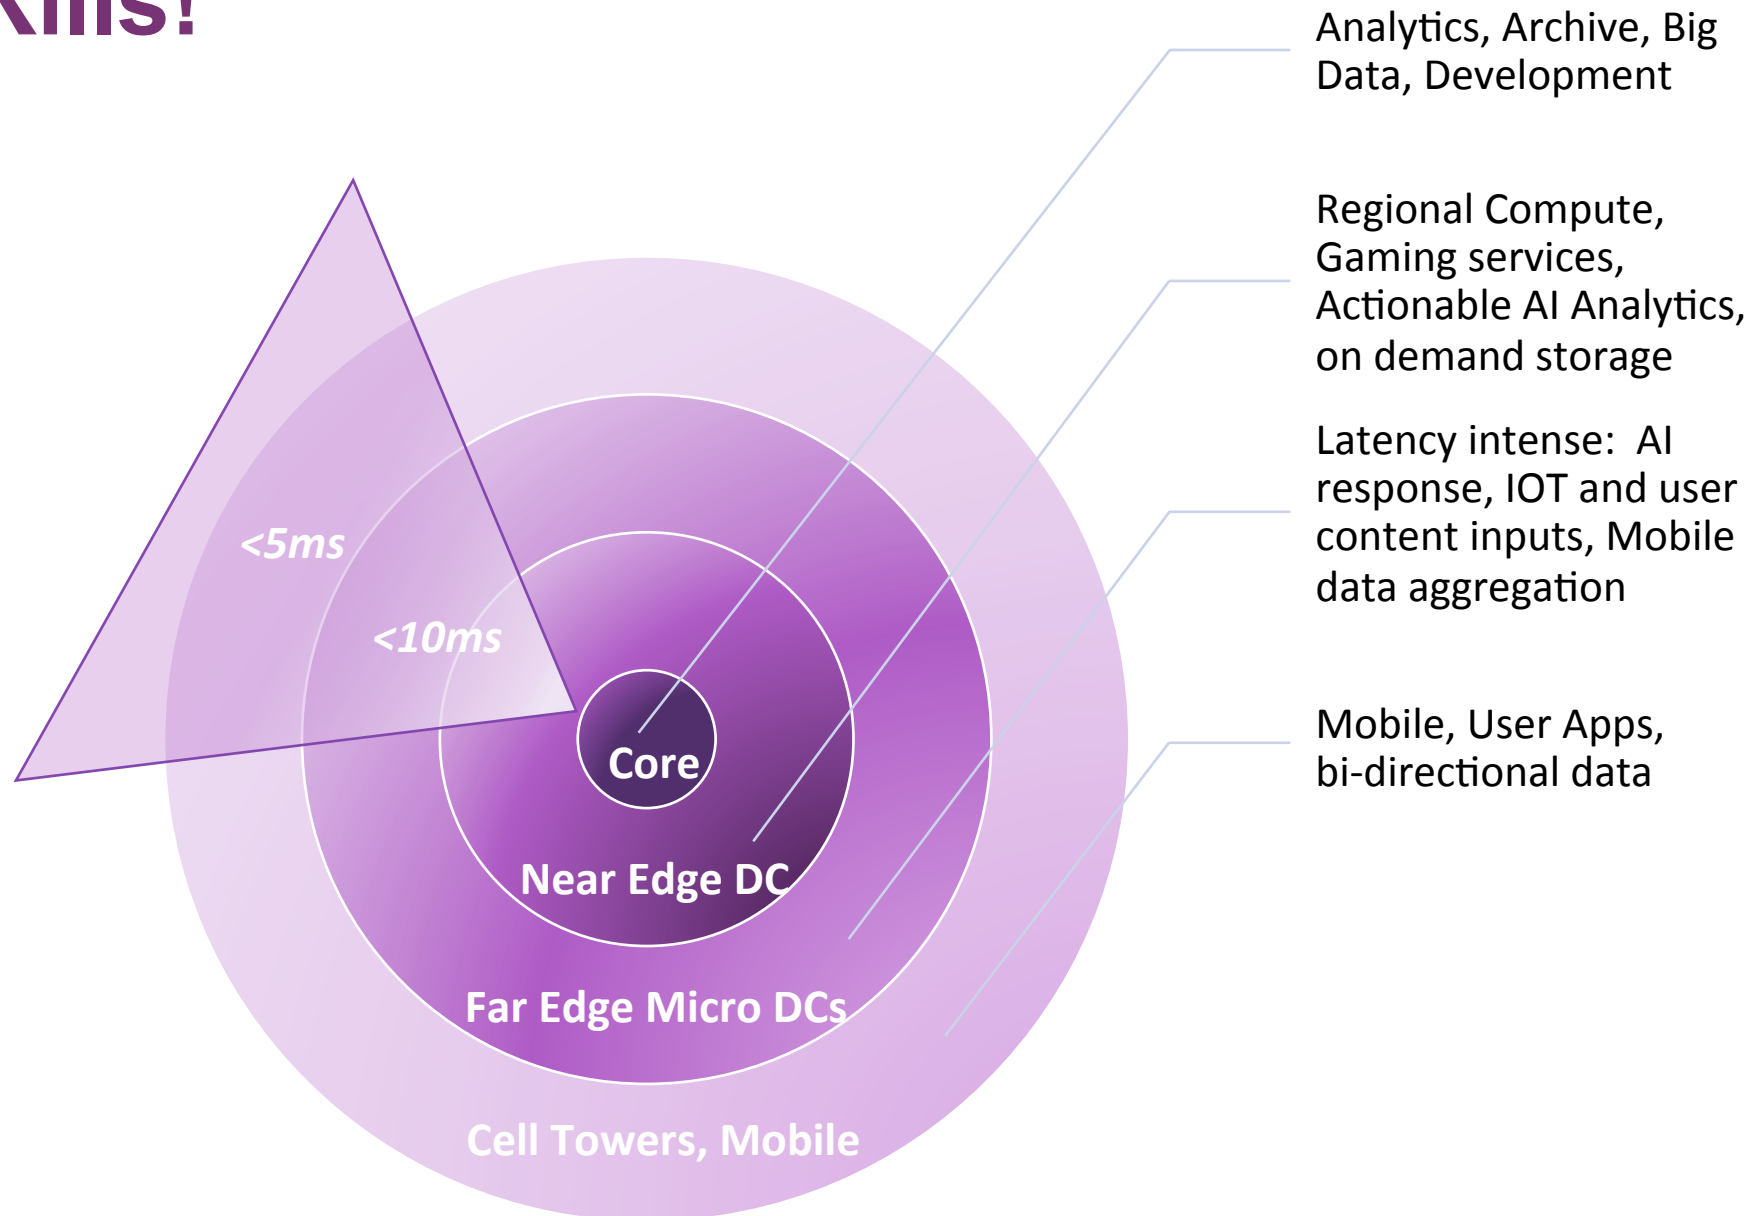 Kills!
Analytics, Archive, Big
Data, Development
Regional Compute,
Gaming services,
Actionable AI Analytics,
on demand storage
Latency intense:  AI
response, IOT and user
content inputs, Mobile
data aggregation
Mobile, User Apps,
bi-directional data
<5ms
<10ms
Core
Near Edge DC
Far Edge Micro DCs
Cell Towers, Mobile